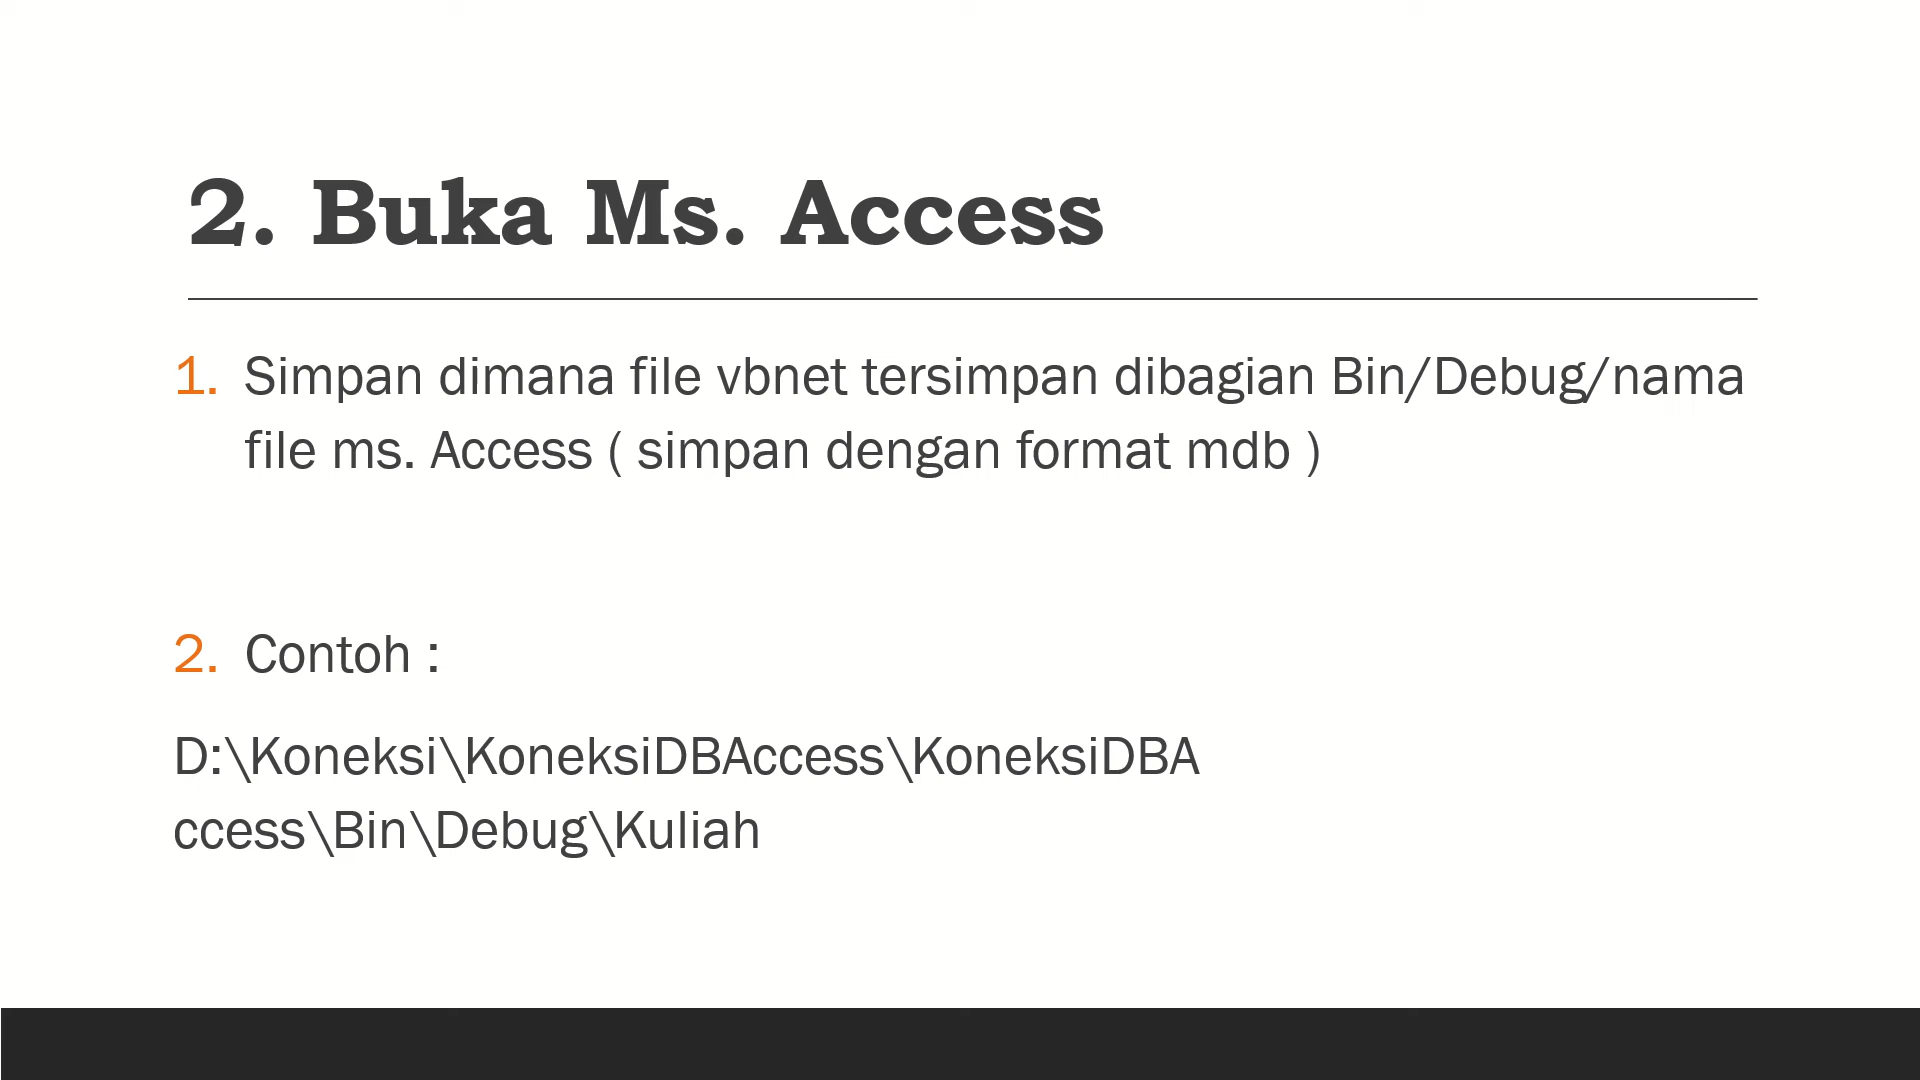 2. Buka Ms. Access
1. Simpan dimana file vbnet tersimpan dibagian Bin/Debug/nama
file ms. Access ( simpan dengan format mdb )
2. Contoh :
D:\Koneksi\KoneksiDBAccess\KoneksiDBA
ccess\Bin\Debug\Kuliah